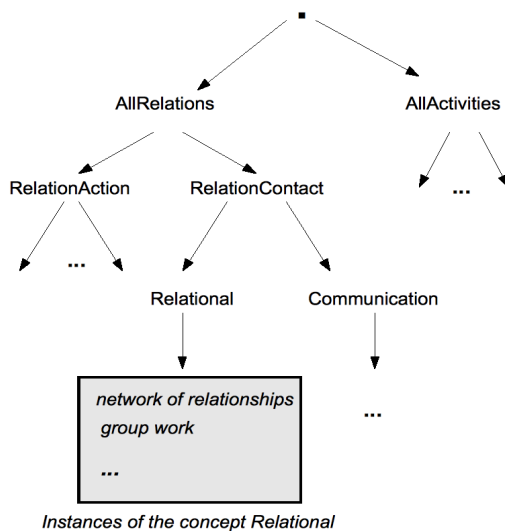 AllRelations AllActivities
RelationAction RelationContact ...
...
Relational Communication
network of relationships
group work ...
...
Instances of the concept Relational